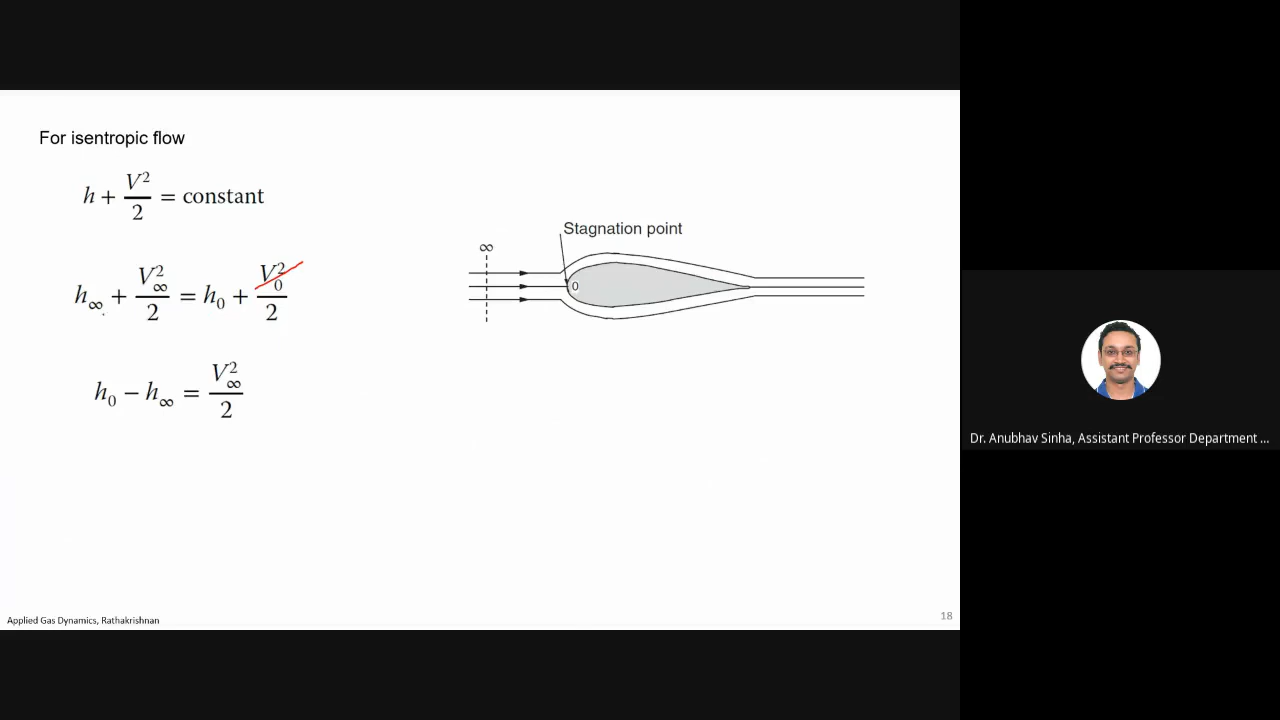 For isentropic flow
h + V²/2 = constant
Stagnation point
∞
h∞ + V∞²/2 = h₀ + V₀²/2
0
h₀ − h∞ = V∞²/2
Dr. Anubhav Sinha, Assistant Professor Department ...
Applied Gas Dynamics, Rathakrishnan
18